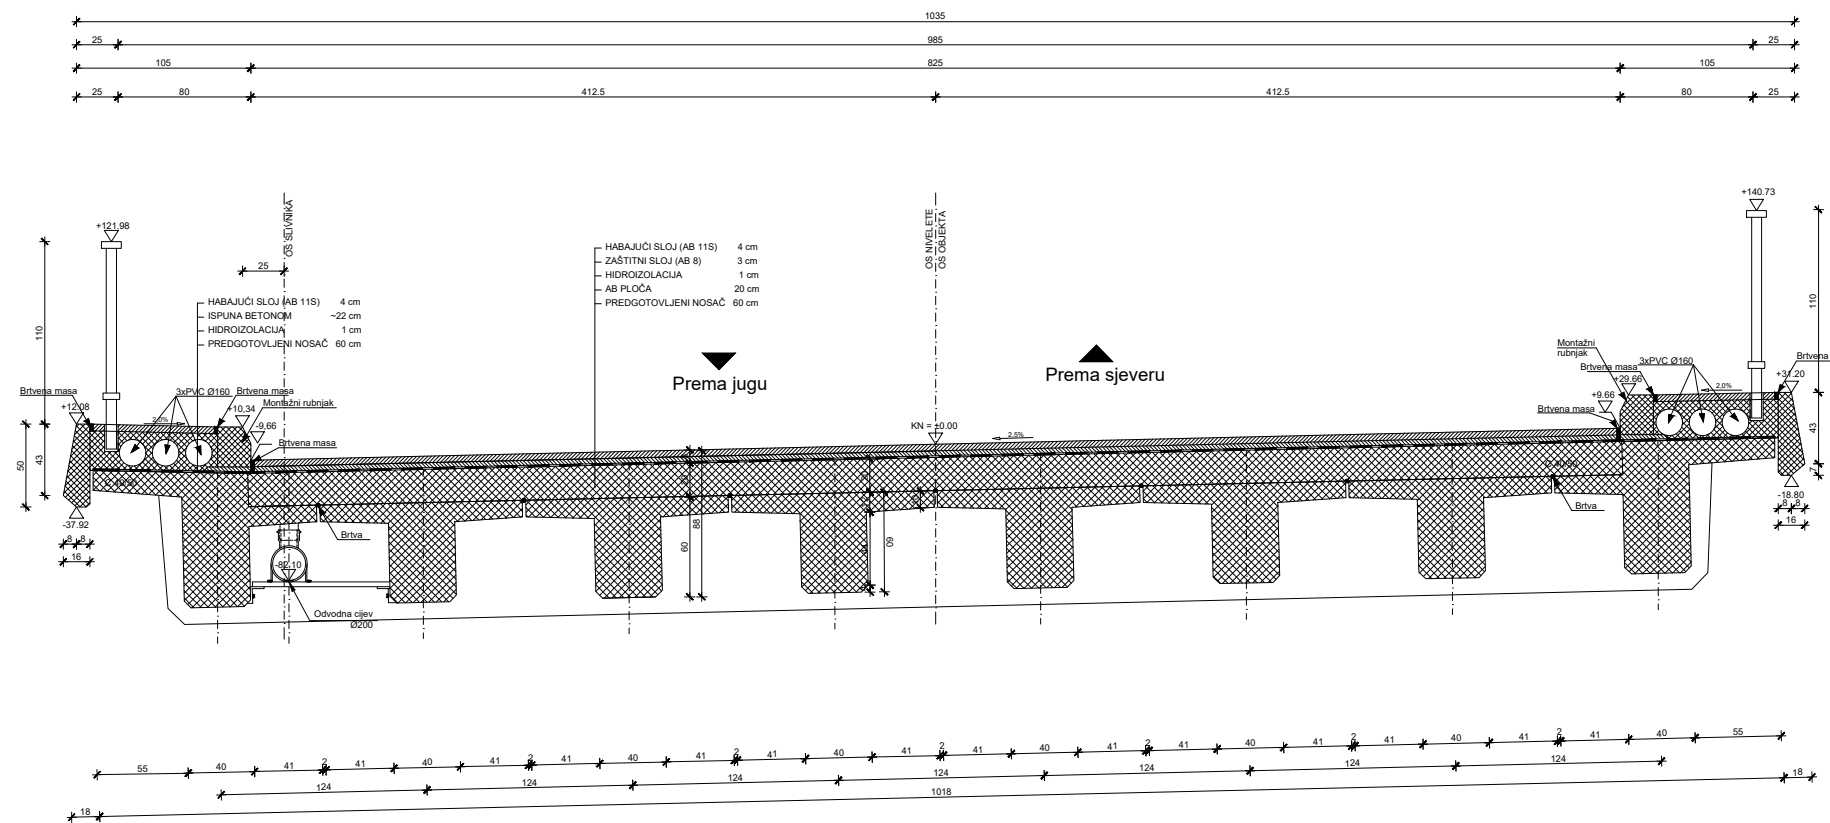 1035
25 985 25
105 825 105
25 80 412.5 412.5 80 25
+121.98
OS SLIVNIKA
25
HABAJUĆI SLOJ (AB 11S) 4 cm
ISPUNA BETONOM ~22 cm
HIDROIZOLACIJA 1 cm
PREDGOTOVLJENI NOSAČ 60 cm
HABAJUĆI SLOJ (AB 11S) 4 cm
ZAŠTITNI SLOJ (AB 8) 3 cm
HIDROIZOLACIJA 1 cm
AB PLOČA 20 cm
PREDGOTOVLJENI NOSAČ 60 cm
OS NIVELETE
OS OBJEKTA
+140.73
110
110
Prema jugu
Prema sjeveru
Brtvena masa
3xPVC Ø160
Brtvena masa
Montažni rubnjak
+12.08
2,0%
+10,34
-9.66
Brtvena masa
KN = ±0.00
2,5%
Montažni
rubnjak
3xPVC Ø160
Brtvena masa
Brtvena
+29.66
2,0%
+31.20
+9.66
Brtvena masa
50
43
C 40/50
-37.92
8 8
16
Brtva
-82.10
Odvodna cijev
Ø200
20
88
60
20
60
C 40/50
Brtva
43
7
-18.80
8 8
16
55 40 41 2 41 40 41 2 41 40 41 2 41 40 41 2 41 40 41 2 41 40 41 2 41 40 41 2 41 40 55
124 124 124 124 124 124 124
18 1018 18